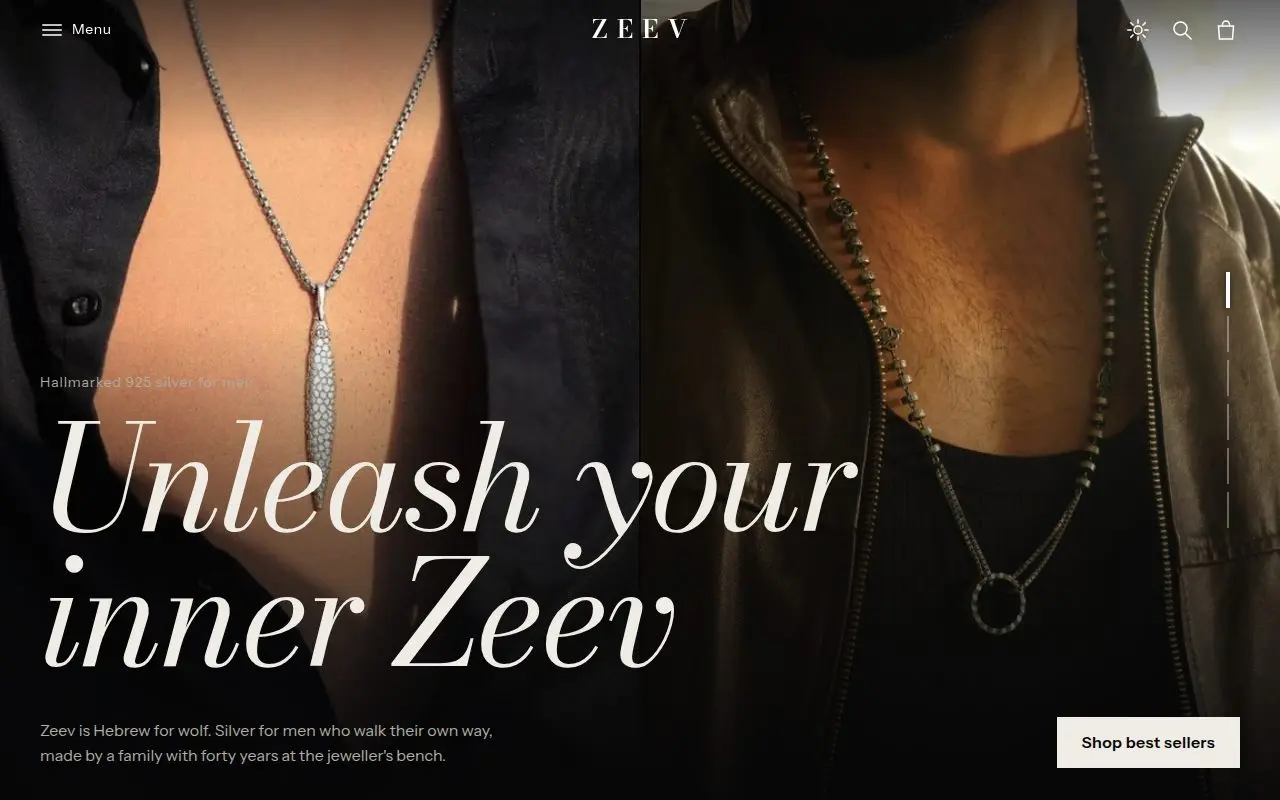 Menu
ZEEV
Hallmarked 925 silver for men
Unleash your
inner Zeev
Zeev is Hebrew for wolf. Silver for men who walk their own way,
made by a family with forty years at the jeweller's bench.
Shop best sellers